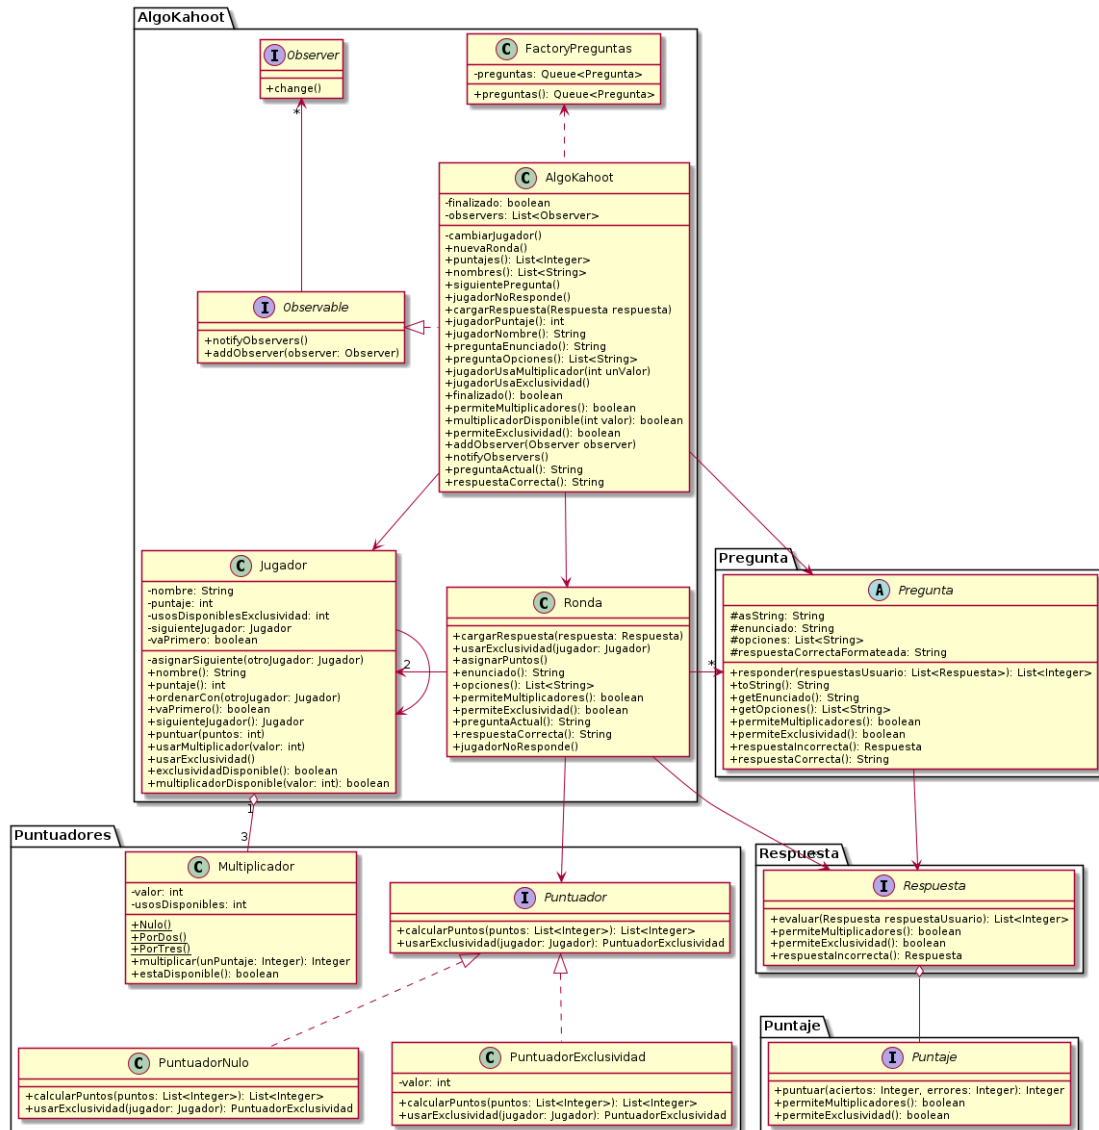 AlgoKahoot
I Observer
+change()
C FactoryPreguntas
-preguntas: Queue<Pregunta>
+preguntas(): Queue<Pregunta>
*
C AlgoKahoot
-finalizado: boolean
-observers: List<Observer>
-cambiarJugador()
+nuevaRonda()
+puntajes(): List<Integer>
+nombres(): List<String>
+siguientePregunta()
+jugadorNoResponde()
+cargarRespuesta(Respuesta respuesta)
+jugadorPuntaje(): int
+jugadorNombre(): String
+preguntaEnunciado(): String
+preguntaOpciones(): List<String>
+jugadorUsaMultiplicador(int unValor)
+jugadorUsaExclusividad()
+finalizado(): boolean
+permiteMultiplicadores(): boolean
+multiplicadorDisponible(int valor): boolean
+permiteExclusividad(): boolean
+addObserver(Observer observer)
+notifyObservers()
+preguntaActual(): String
+respuestaCorrecta(): String
I Observable
+notifyObservers()
+addObserver(observer: Observer)
C Jugador
-nombre: String
-puntaje: int
-usosDisponiblesExclusividad: int
-siguienteJugador: Jugador
-vaPrimero: boolean
-asignarSiguiente(otroJugador: Jugador)
+nombre(): String
+puntaje(): int
+ordenarCon(otroJugador: Jugador)
+vaPrimero(): boolean
+siguienteJugador(): Jugador
+puntuar(puntos: int)
+usarMultiplicador(valor: int)
+usarExclusividad()
+exclusividadDisponible(): boolean
+multiplicadorDisponible(valor: int): boolean
2
C Ronda
+cargarRespuesta(respuesta: Respuesta)
+usarExclusividad(jugador: Jugador)
+asignarPuntos()
+enunciado(): String
+opciones(): List<String>
+permiteMultiplicadores(): boolean
+permiteExclusividad(): boolean
+preguntaActual(): String
+respuestaCorrecta(): String
+jugadorNoResponde()
*
Pregunta
A Pregunta
#asString: String
#enunciado: String
#opciones: List<String>
#respuestaCorrectaFormateada: String
+responder(respuestasUsuario: List<Respuesta>): List<Integer>
+toString(): String
+getEnunciado(): String
+getOpciones(): List<String>
+permiteMultiplicadores(): boolean
+permiteExclusividad(): boolean
+respuestaIncorrecta(): Respuesta
+respuestaCorrecta(): String
1
3
Puntuadores
C Multiplicador
-valor: int
-usosDisponibles: int
+Nulo()
+PorDos()
+PorTres()
+multiplicar(unPuntaje: Integer): Integer
+estaDisponible(): boolean
I Puntuador
+calcularPuntos(puntos: List<Integer>): List<Integer>
+usarExclusividad(jugador: Jugador): PuntuadorExclusividad
C PuntuadorNulo
+calcularPuntos(puntos: List<Integer>): List<Integer>
+usarExclusividad(jugador: Jugador): PuntuadorExclusividad
C PuntuadorExclusividad
-valor: int
+calcularPuntos(puntos: List<Integer>): List<Integer>
+usarExclusividad(jugador: Jugador): PuntuadorExclusividad
Respuesta
I Respuesta
+evaluar(Respuesta respuestaUsuario): List<Integer>
+permiteMultiplicadores(): boolean
+permiteExclusividad(): boolean
+respuestaIncorrecta(): Respuesta
Puntaje
I Puntaje
+puntuar(aciertos: Integer, errores: Integer): Integer
+permiteMultiplicadores(): boolean
+permiteExclusividad(): boolean